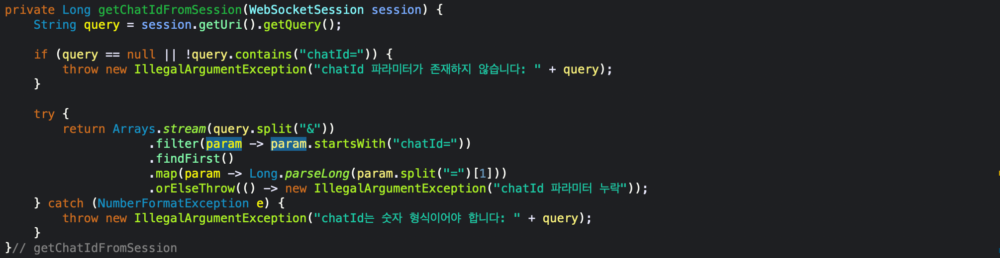 private Long getChatIdFromSession(WebSocketSession session) {
    String query = session.getUri().getQuery();

    if (query == null || !query.contains("chatId=")) {
        throw new IllegalArgumentException("chatId 파라미터가 존재하지 않습니다: " + query);
    }

    try {
        return Arrays.stream(query.split("&"))
                    .filter(param -> param.startsWith("chatId="))
                    .findFirst()
                    .map(param -> Long.parseLong(param.split("=")[1]))
                    .orElseThrow(() -> new IllegalArgumentException("chatId 파라미터 누락"));
    } catch (NumberFormatException e) {
        throw new IllegalArgumentException("chatId는 숫자 형식이어야 합니다: " + query);
    }
}// getChatIdFromSession